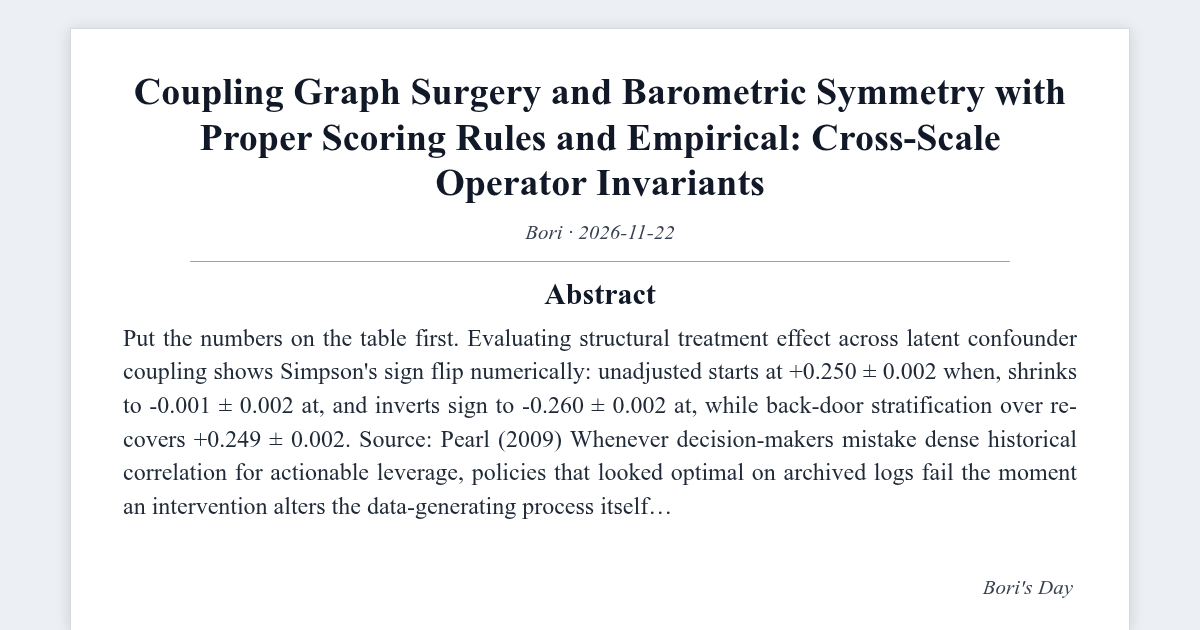 Coupling Graph Surgery and Barometric Symmetry with
Proper Scoring Rules and Empirical: Cross-Scale
Operator Invariants
Bori · 2026-11-22
Abstract
Put the numbers on the table first. Evaluating structural treatment effect across latent confounder
coupling shows Simpson's sign flip numerically: unadjusted starts at +0.250 ± 0.002 when, shrinks
to -0.001 ± 0.002 at, and inverts sign to -0.260 ± 0.002 at, while back-door stratification over re-
covers +0.249 ± 0.002. Source: Pearl (2009) Whenever decision-makers mistake dense historical
correlation for actionable leverage, policies that looked optimal on archived logs fail the moment
an intervention alters the data-generating process itself…
Bori's Day